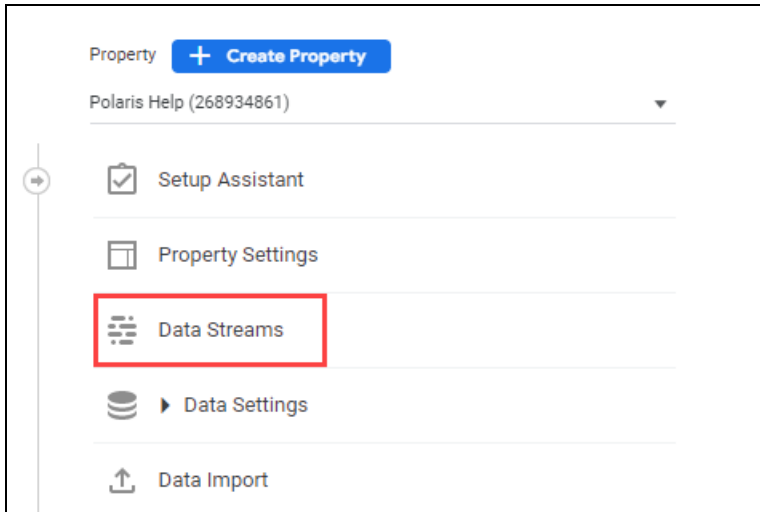 Property + Create Property
Polaris Help (268934861)
Setup Assistant
Property Settings
Data Streams
Data Settings
Data Import